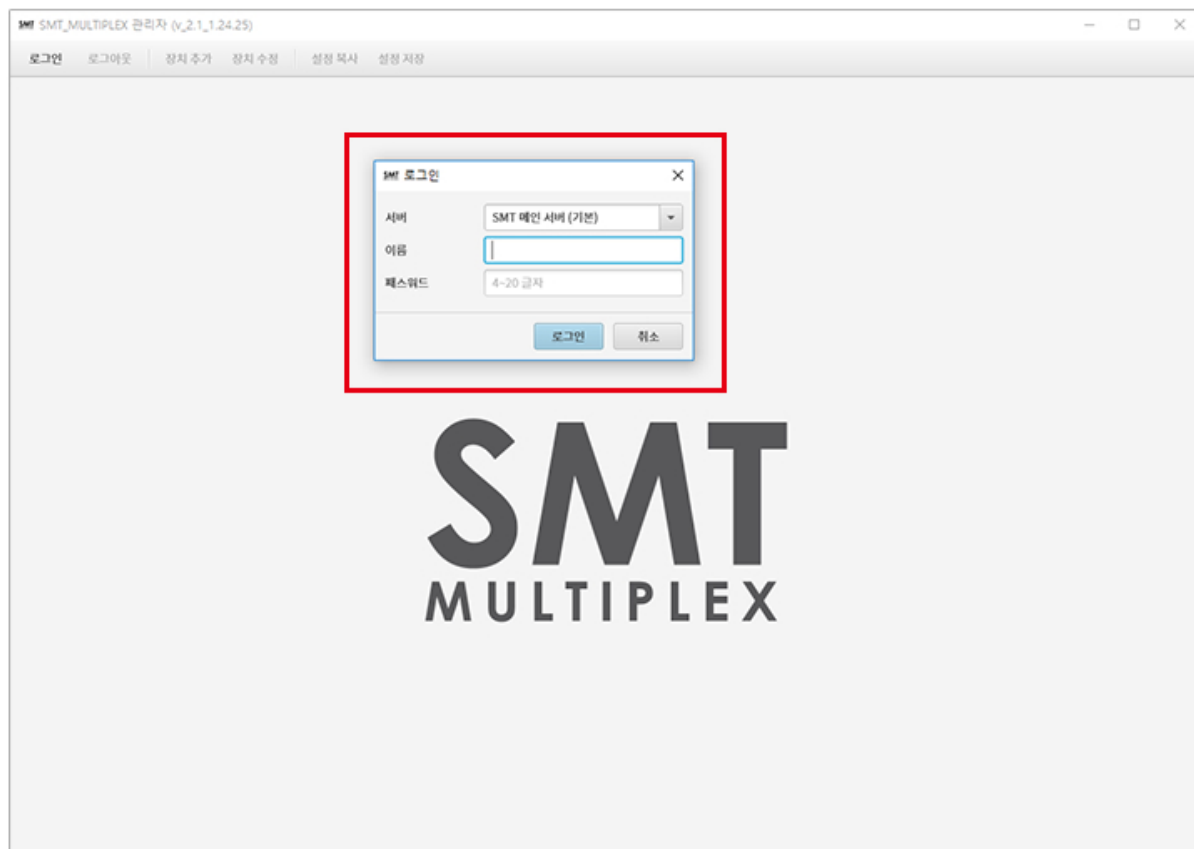 SMT SMT_MULTIPLEX 관리자 (v_2.1_1.24.25)
로그인 로그아웃 장치 추가 장치 수정 설정 복사 설정 저장
SMT 로그인
서버 SMT 메인 서버 (기본)
이름
패스워드 4~20 글자
로그인 취소
SMT
MULTIPLEX